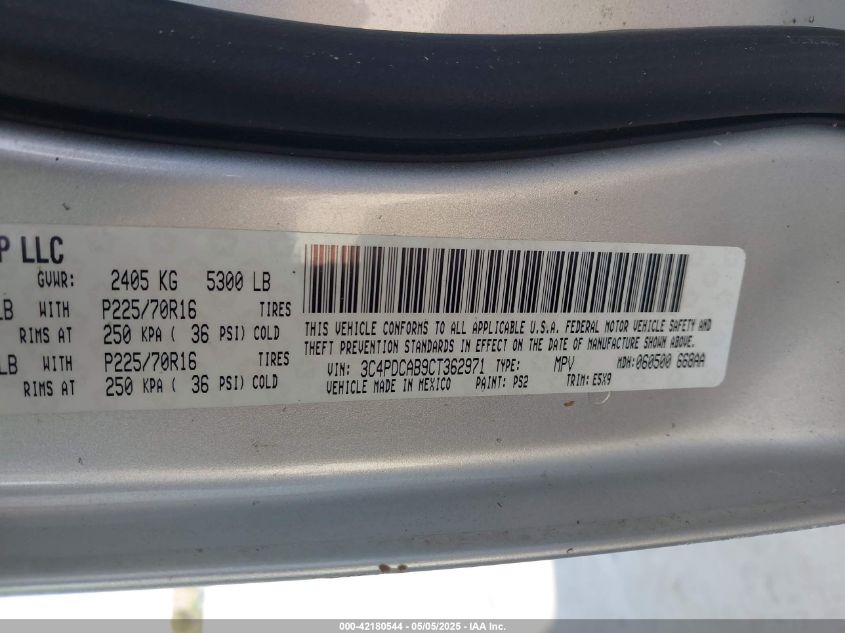 P LLC
GVWR: 2405 KG 5300 LB
LB WITH P225/70R16 TIRES
RIMS AT 250 KPA ( 36 PSI) COLD
LB WITH P225/70R16 TIRES
RIMS AT 250 KPA ( 36 PSI) COLD
THIS VEHICLE CONFORMS TO ALL APPLICABLE U.S.A. FEDERAL MOTOR VEHICLE SAFETY AND
THEFT PREVENTION STANDARDS IN EFFECT ON THE DATE OF MANUFACTURE SHOWN ABOVE.
VIN: 3C4PDCAB9CT362971 TYPE: MPV MDH: 060500 668AA
VEHICLE MADE IN MEXICO PAINT: PS2 TRIM: E5X9
000-42180544 - 05/05/2025 - IAA Inc.